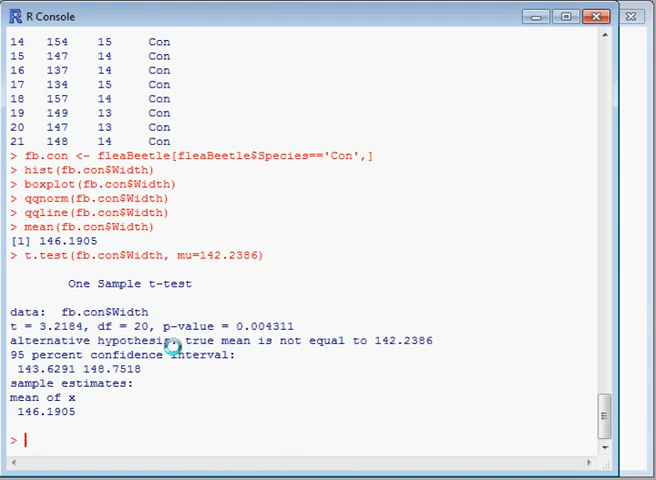 R Console
14 154 15 Con
15 147 14 Con
16 137 14 Con
17 134 15 Con
18 157 14 Con
19 149 13 Con
20 147 13 Con
21 148 14 Con
> fb.con <- fleaBeetle[fleaBeetle$Species=='Con',]
> hist(fb.con$Width)
> boxplot(fb.con$Width)
> qqnorm(fb.con$Width)
> qqline(fb.con$Width)
> mean(fb.con$Width)
[1] 146.1905
> t.test(fb.con$Width, mu=142.2386)
One Sample t-test
data: fb.con$Width
t = 3.2184, df = 20, p-value = 0.004311
alternative hypothesis: true mean is not equal to 142.2386
95 percent confidence interval:
143.6291 148.7518
sample estimates:
mean of x
146.1905
>